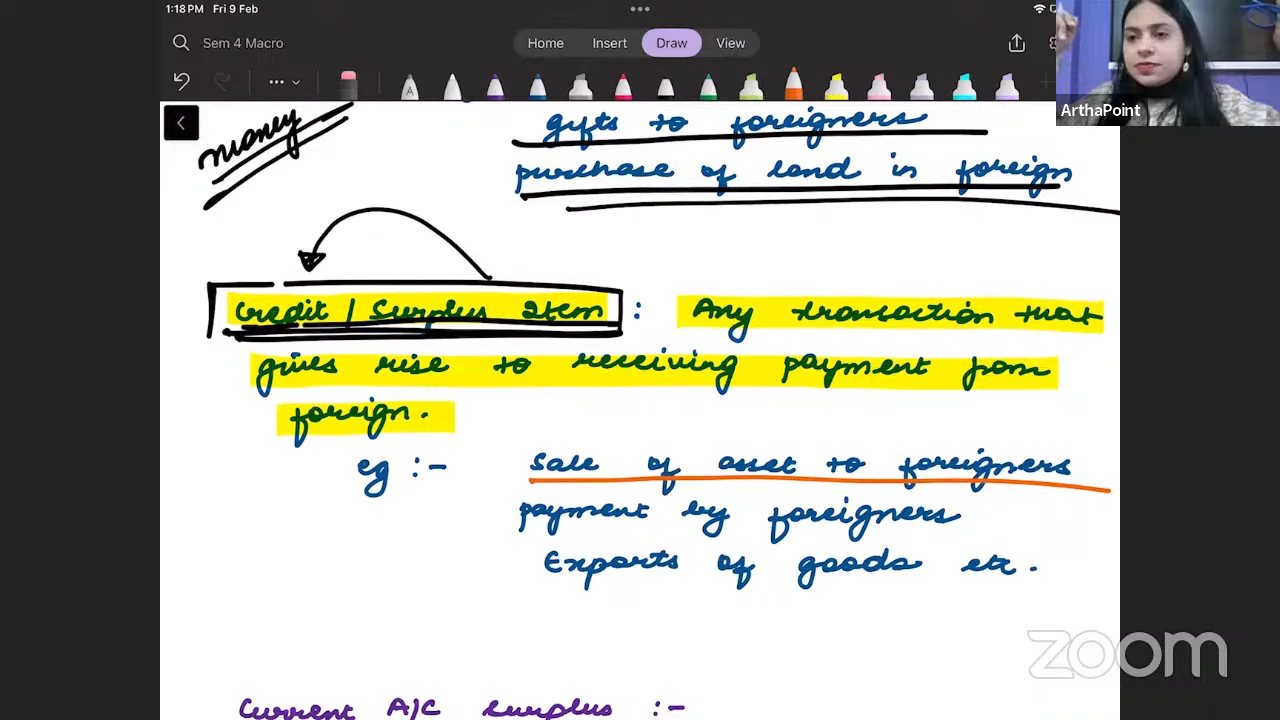 1:18 PM Fri 9 Feb
Sem 4 Macro
Home Insert Draw View
ArthaPoint
money
gifts to foreigners
purchase of land in foreign
Credit / Surplus Item : Any transaction that
gives rise to receiving payment from
foreign.
eg :- Sale of asset to foreigners
payment by foreigners
Exports of goods etc.
zoom
Current A/C surplus :-